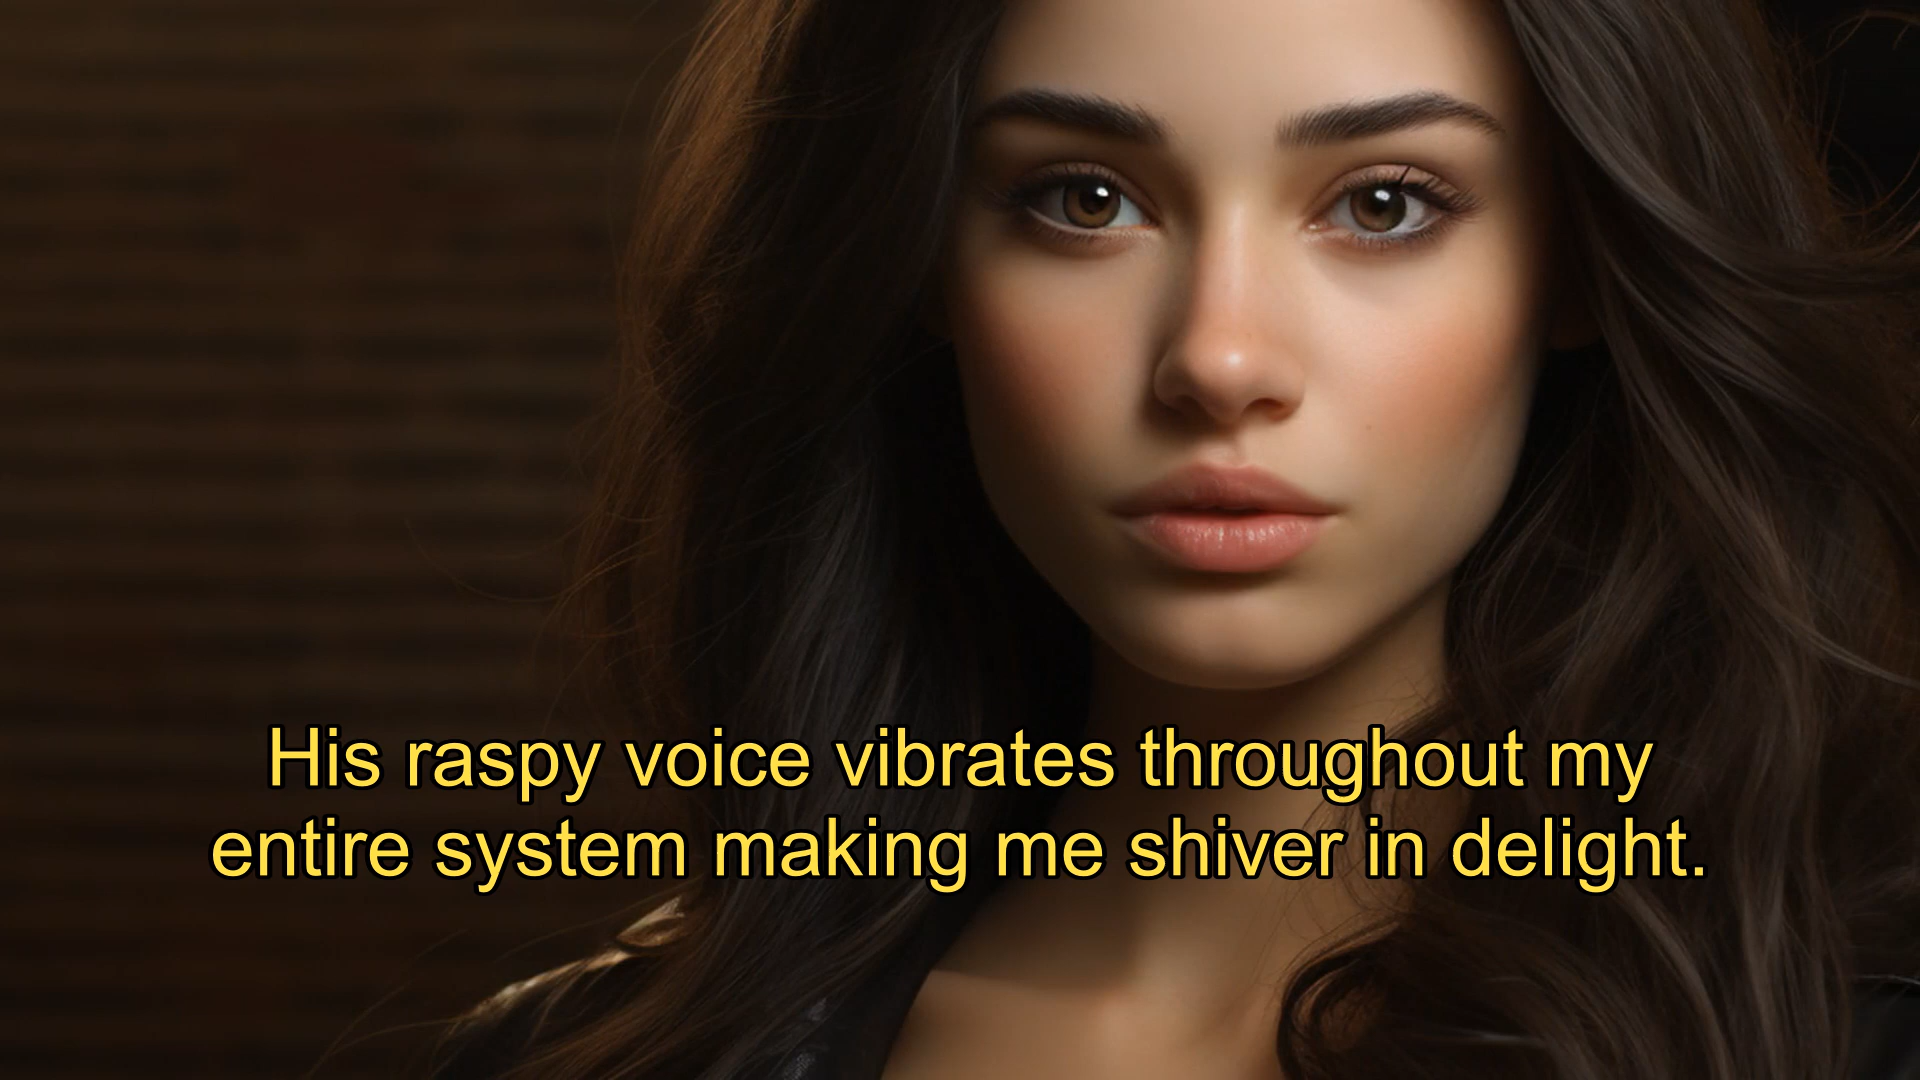 His raspy voice vibrates throughout my
entire system making me shiver in delight.